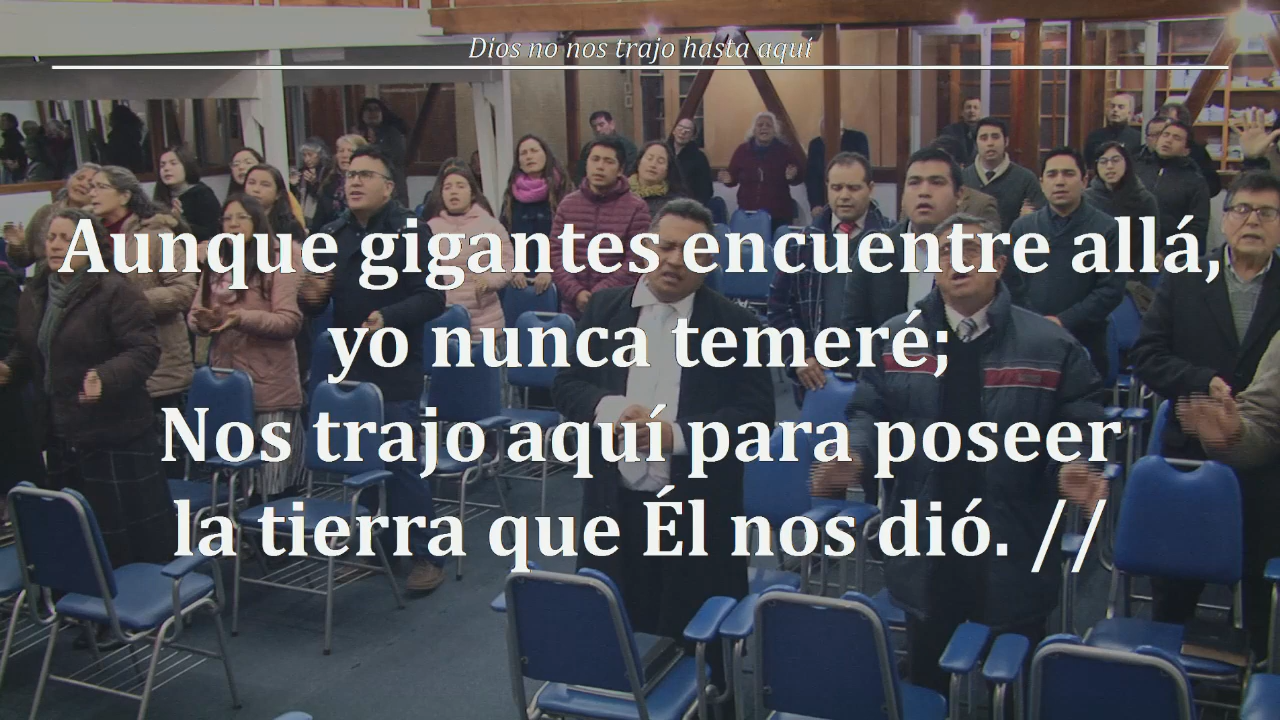 Dios no nos trajo hasta aquí
Aunque gigantes encuentre allá,
yo nunca temeré;
Nos trajo aquí para poseer
la tierra que Él nos dió. //